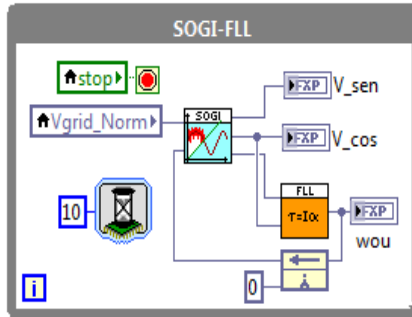 SOGI-FLL
stop
FXP V_sen
Vgrid_Norm
SOGI
FXP V_cos
10
FLL
τ=Iα
FXP
wou
0
i